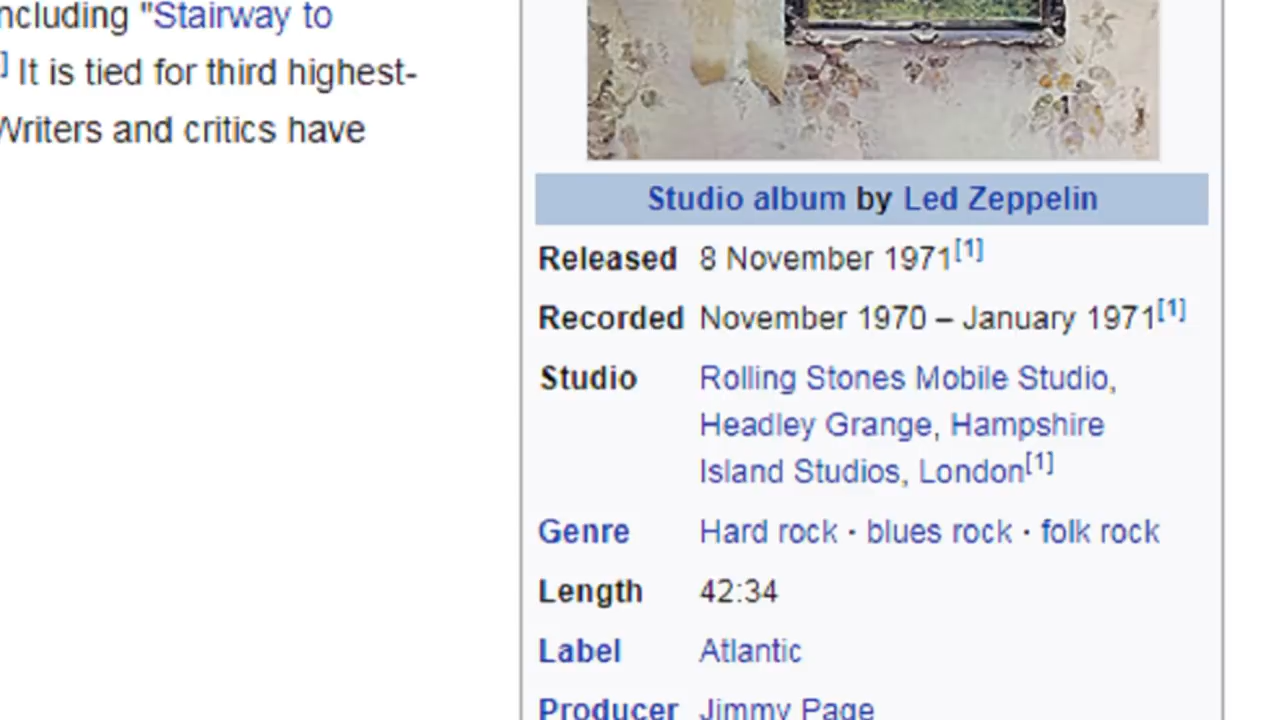 ncluding "Stairway to
] It is tied for third highest-
Writers and critics have
Studio album by Led Zeppelin
Released 8 November 1971[1]
Recorded November 1970 – January 1971[1]
Studio Rolling Stones Mobile Studio,
Headley Grange, Hampshire
Island Studios, London[1]
Genre Hard rock · blues rock · folk rock
Length 42:34
Label Atlantic
Producer Jimmy Page